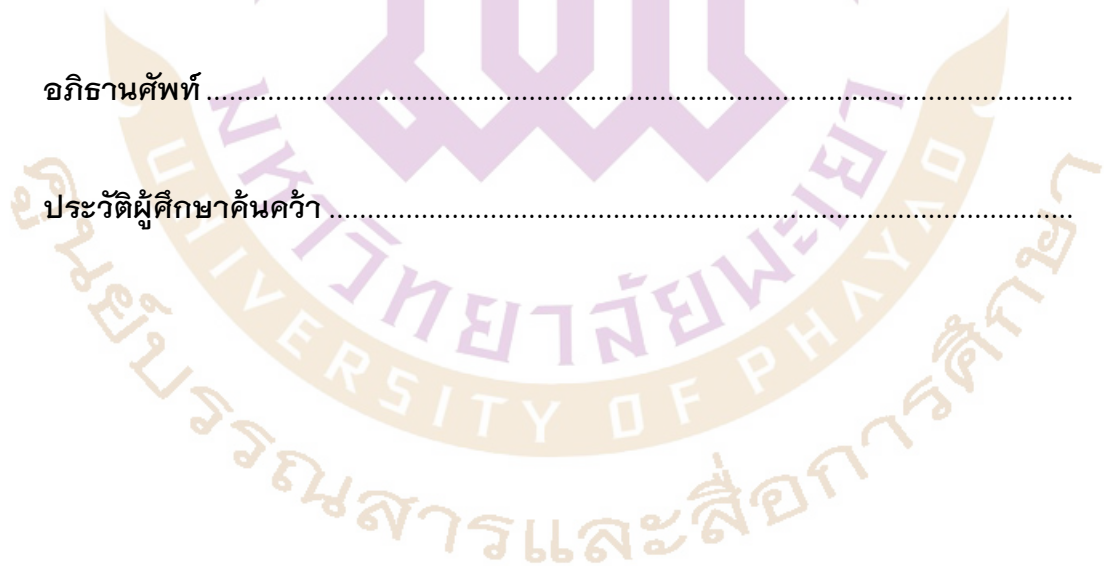 อภิธานศัพท์ ..............................................................................................................
ประวัติผู้ศึกษาค้นคว้า ...............................................................................................
มหาวิทยาลัยพะเยา
UNIVERSITY OF PHAYAO
ศูนย์บรรณสารและสื่อการศึกษา